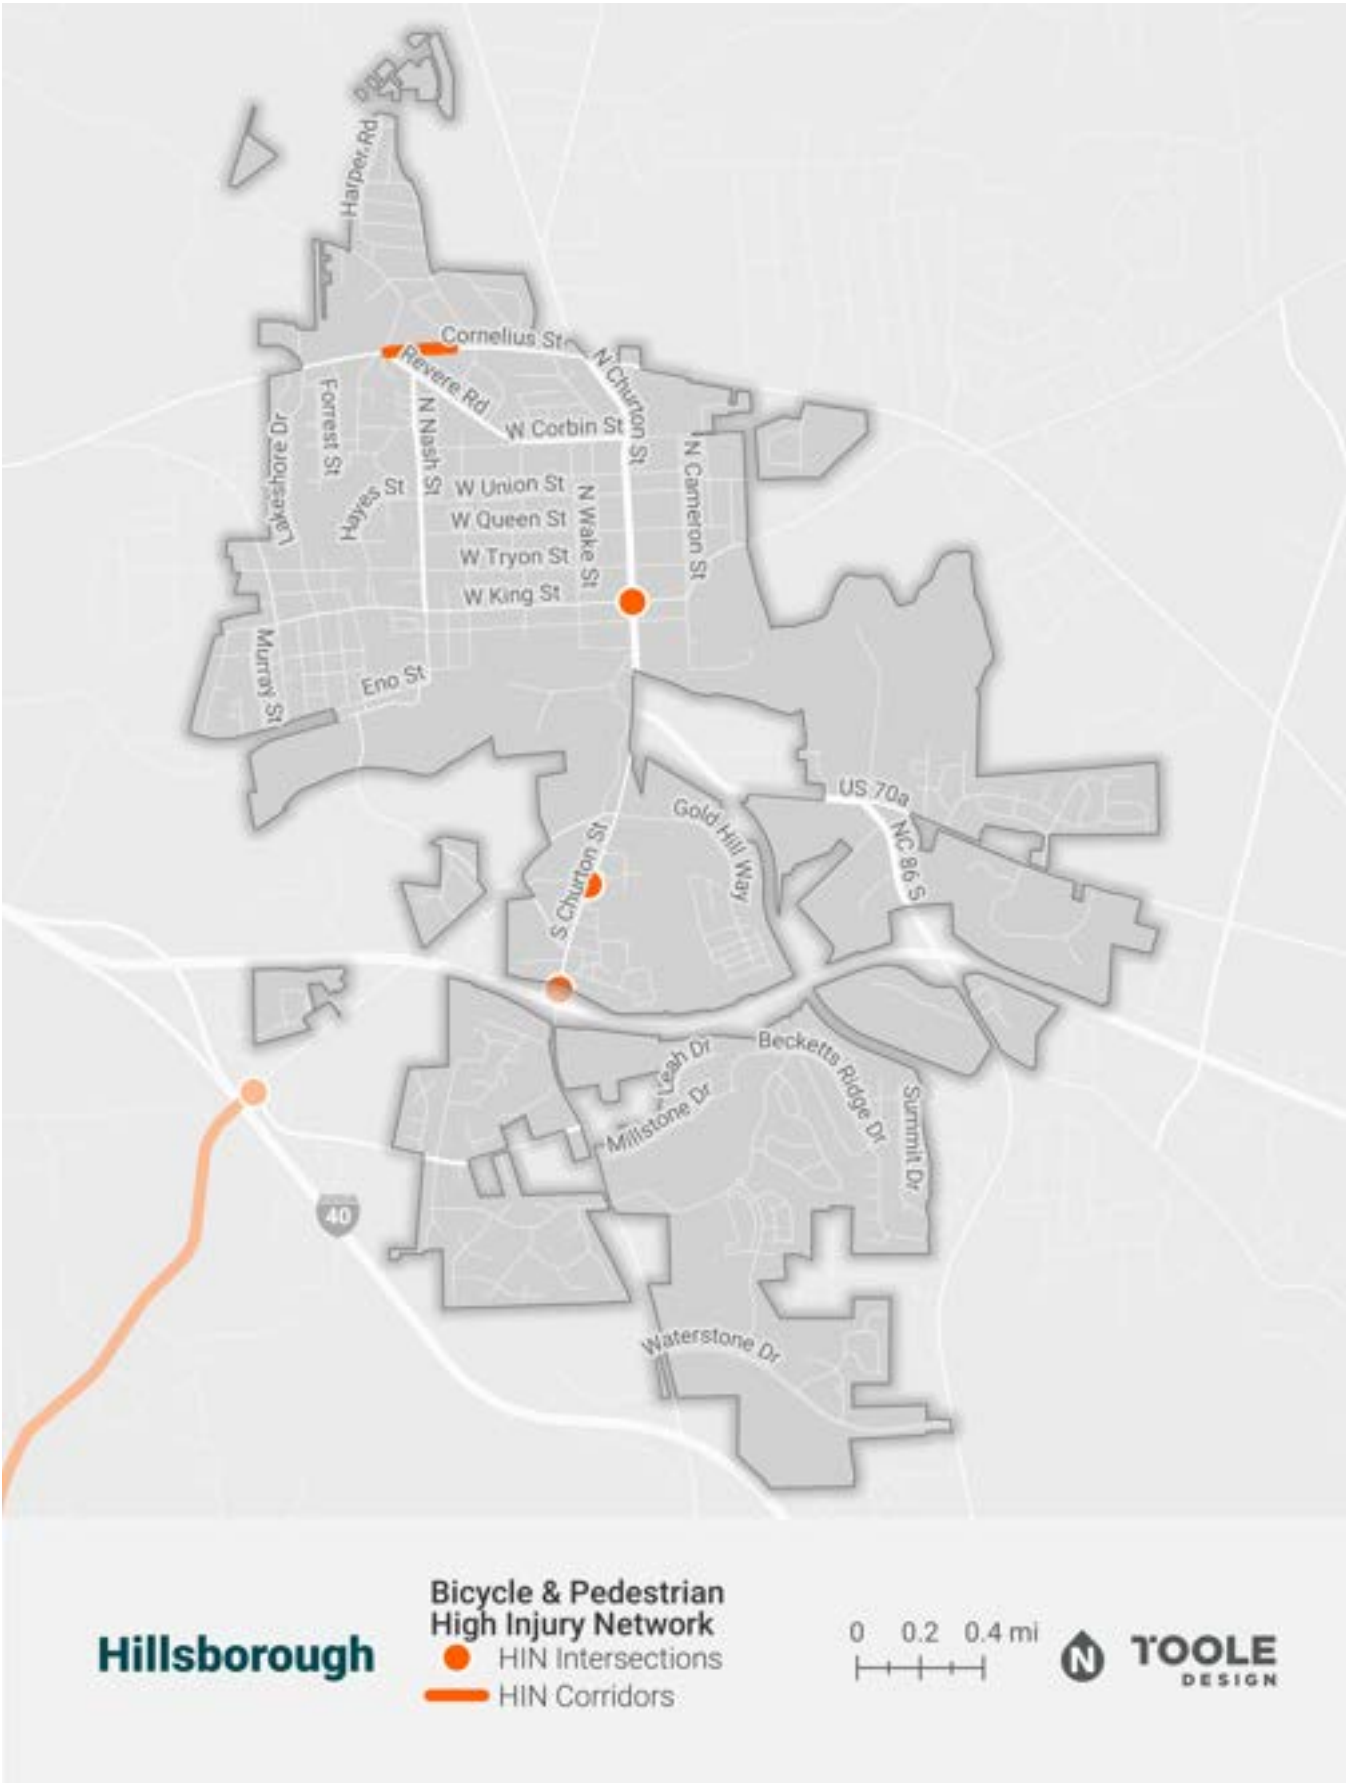 Harper Rd
Cornelius St
N Churton St
Revere Rd
Forrest St
N Nash St
W Corbin St
Lakeshore Dr
N Cameron St
Hayes St
W Union St
N Wake St
W Queen St
W Tryon St
W King St
Murray St
Eno St
US 70a
Gold Hill Way
NC 86 S
S Churton St
Leah Dr
Becketts Ridge Dr
Millstone Dr
Summit Dr
40
Waterstone Dr
Hillsborough
Bicycle & Pedestrian
High Injury Network
HIN Intersections
HIN Corridors
0 0.2 0.4 mi
N
TOOLE
DESIGN